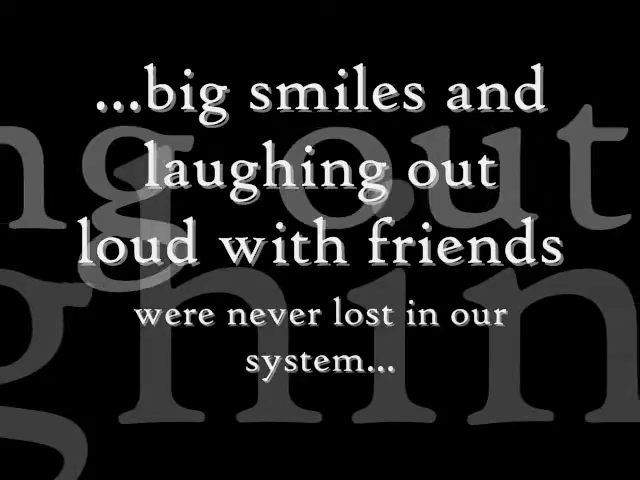 ...big smiles and
laughing out
loud with friends
were never lost in our
system...